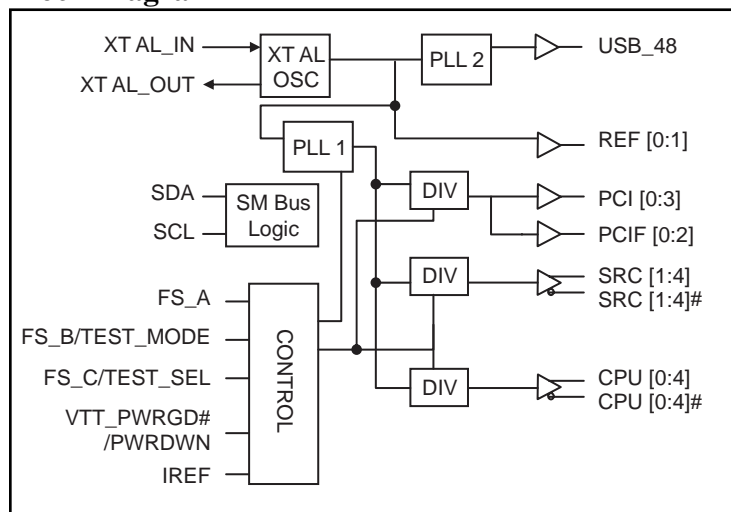 XT AL_IN
XT AL_OUT
XT AL
OSC
PLL 2
USB_48
REF [0:1]
PLL 1
SDA
SCL
SM Bus
Logic
DIV
PCI [0:3]
PCIF [0:2]
DIV
SRC [1:4]
SRC [1:4]#
FS_A
FS_B/TEST_MODE
FS_C/TEST_SEL
VTT_PWRGD#
/PWRDWN
IREF
CONTROL
DIV
CPU [0:4]
CPU [0:4]#